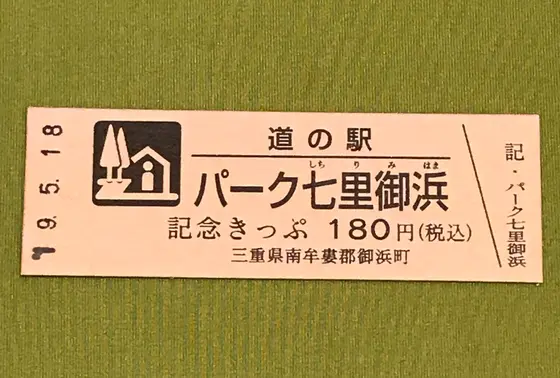 19.5.18
道の駅
しちりみはま
パーク七里御浜
記念きっぷ 180円(税込)
三重県南牟婁郡御浜町
記・パーク七里御浜